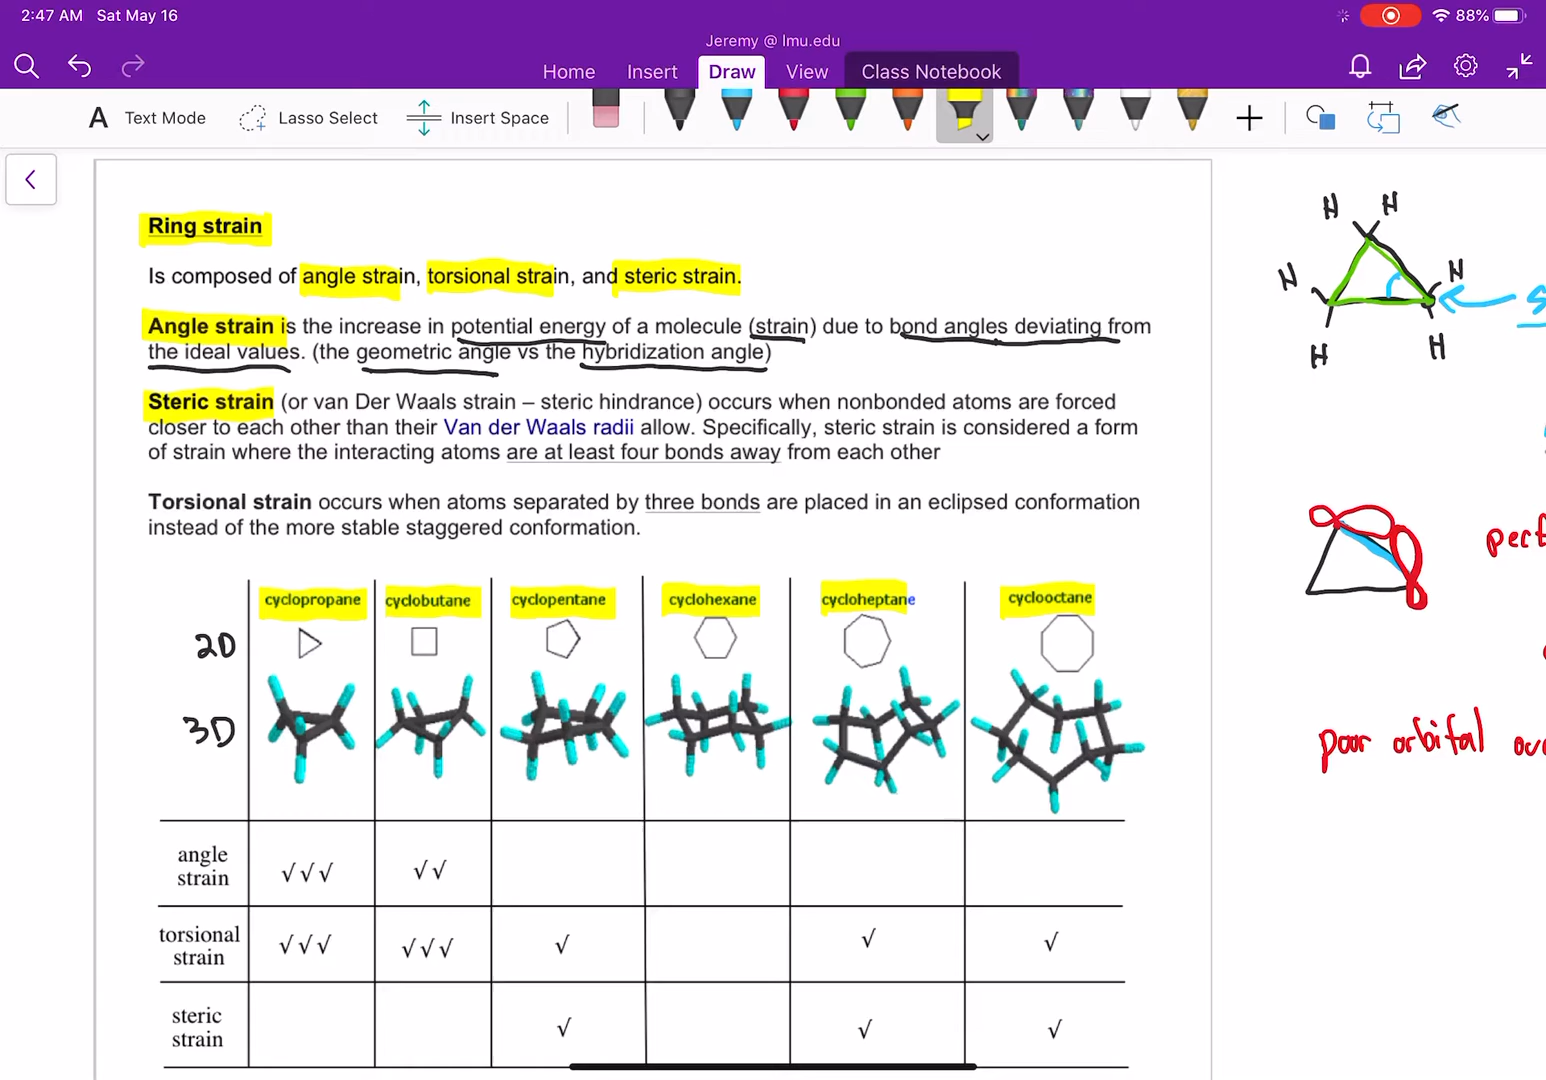 2:47 AM Sat May 16
88%
Jeremy @ lmu.edu
Home Insert Draw View Class Notebook
A Text Mode Lasso Select Insert Space
Ring strain
Is composed of angle strain, torsional strain, and steric strain.
Angle strain is the increase in potential energy of a molecule (strain) due to bond angles deviating from
the ideal values. (the geometric angle vs the hybridization angle)
Steric strain (or van Der Waals strain – steric hindrance) occurs when nonbonded atoms are forced
closer to each other than their Van der Waals radii allow. Specifically, steric strain is considered a form
of strain where the interacting atoms are at least four bonds away from each other
Torsional strain occurs when atoms separated by three bonds are placed in an eclipsed conformation
instead of the more stable staggered conformation.
cyclopropane cyclobutane cyclopentane cyclohexane cycloheptane cyclooctane
2D
3D
angle
strain
√√√ √√
torsional
strain
√√√ √√√ √ √ √
steric
strain
√ √ √
H H
H H
H H
poor orbital